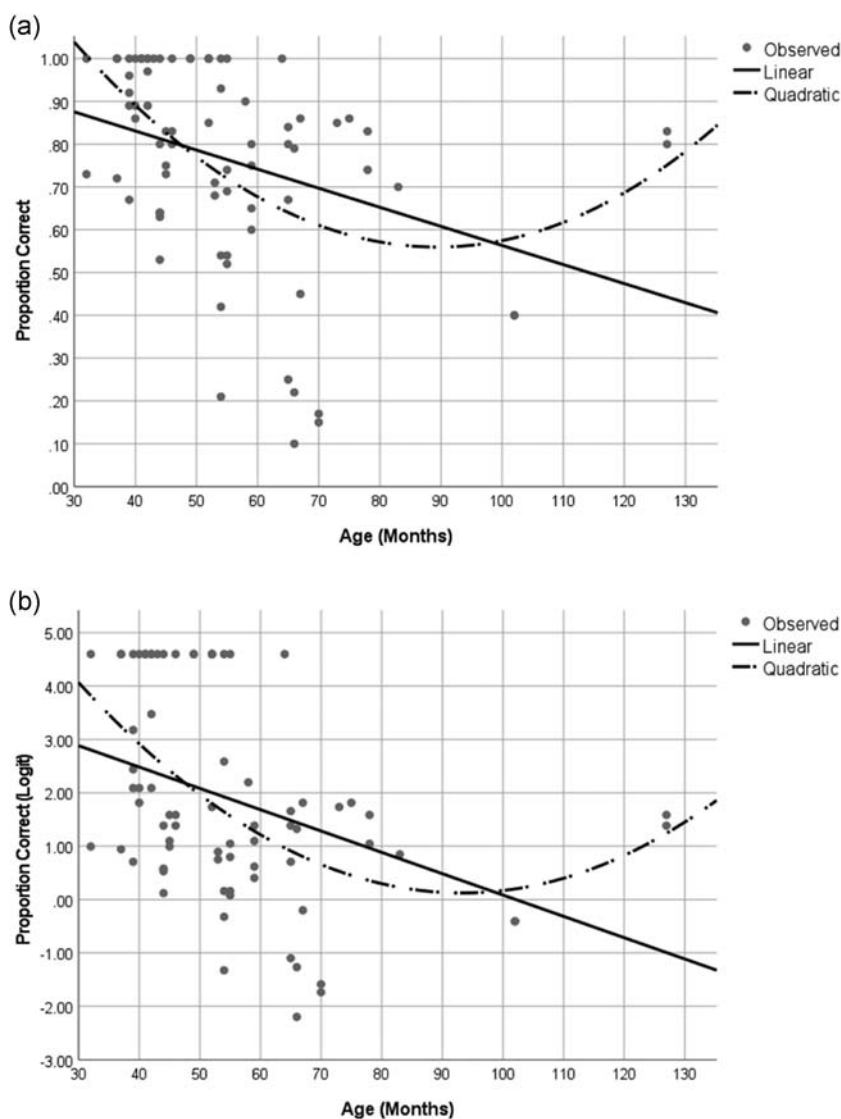 (a)
Observed
Linear
Quadratic
1.00
.90
.80
.70
.60
.50
.40
.30
.20
.10
.00
Proportion Correct
30 40 50 60 70 80 90 100 110 120 130
Age (Months)
(b)
Observed
Linear
Quadratic
5.00
4.00
3.00
2.00
1.00
.00
-1.00
-2.00
-3.00
Proportion Correct (Logit)
30 40 50 60 70 80 90 100 110 120 130
Age (Months)